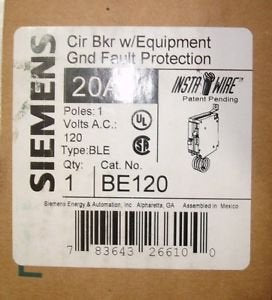 SIEMENS
Cir Bkr w/Equipment
Gnd Fault Protection
20A
INSTA WIRE
Patent Pending
Poles: 1
Volts A.C.:
120
Type: BLE
Qty: Cat. No.
1 BE120
Siemens Energy & Automation, Inc. Alpharetta, GA Assembled in Mexico
7 83643 26610 0